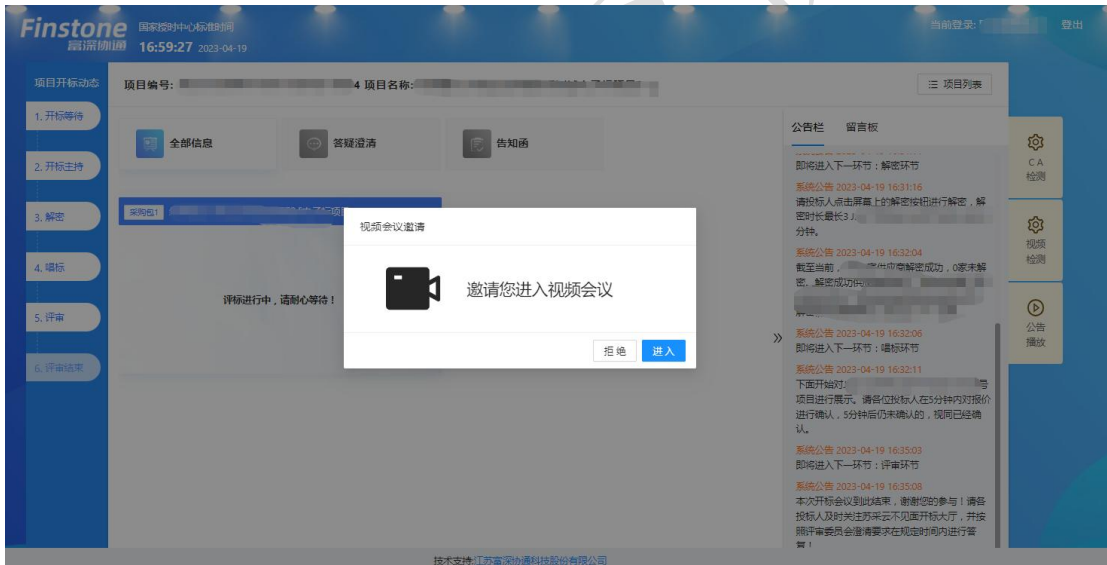 Finstone
富深协通
国家授时中心标准时间
16:59:27 2023-04-19
当前登录:
登出
项目开标动态
1. 开标等待
2. 开标主持
3. 解密
4. 唱标
5. 评审
6. 评审结束
项目编号:
4 项目名称:
项目列表
全部信息
答疑澄清
告知函
采购包1
评标进行中，请耐心等待！
视频会议邀请
邀请您进入视频会议
拒绝
进入
公告栏
留言板
即将进入下一环节：解密环节
系统公告 2023-04-19 16:31:16
请投标人点击屏幕上的解密按钮进行解密，解
密时长最长3
分钟。
系统公告 2023-04-19 16:32:04
截至当前，
供应商解密成功，0家未解
密。解密成功供
系统公告 2023-04-19 16:32:06
即将进入下一环节：唱标环节
系统公告 2023-04-19 16:32:11
下面开始对
号
项目进行展示。请各位投标人在5分钟内对报价
进行确认，5分钟后仍未确认的，视同已经确
认。
系统公告 2023-04-19 16:35:03
即将进入下一环节：评审环节
系统公告 2023-04-19 16:35:08
本次开标会议到此结束，谢谢您的参与！请各
投标人及时关注苏采云不见面开标大厅，并按
照评审委员会澄清要求在规定时间内进行答
复！
CA
检测
视频
检测
公告
播放
技术支持:江苏富深协通科技股份有限公司